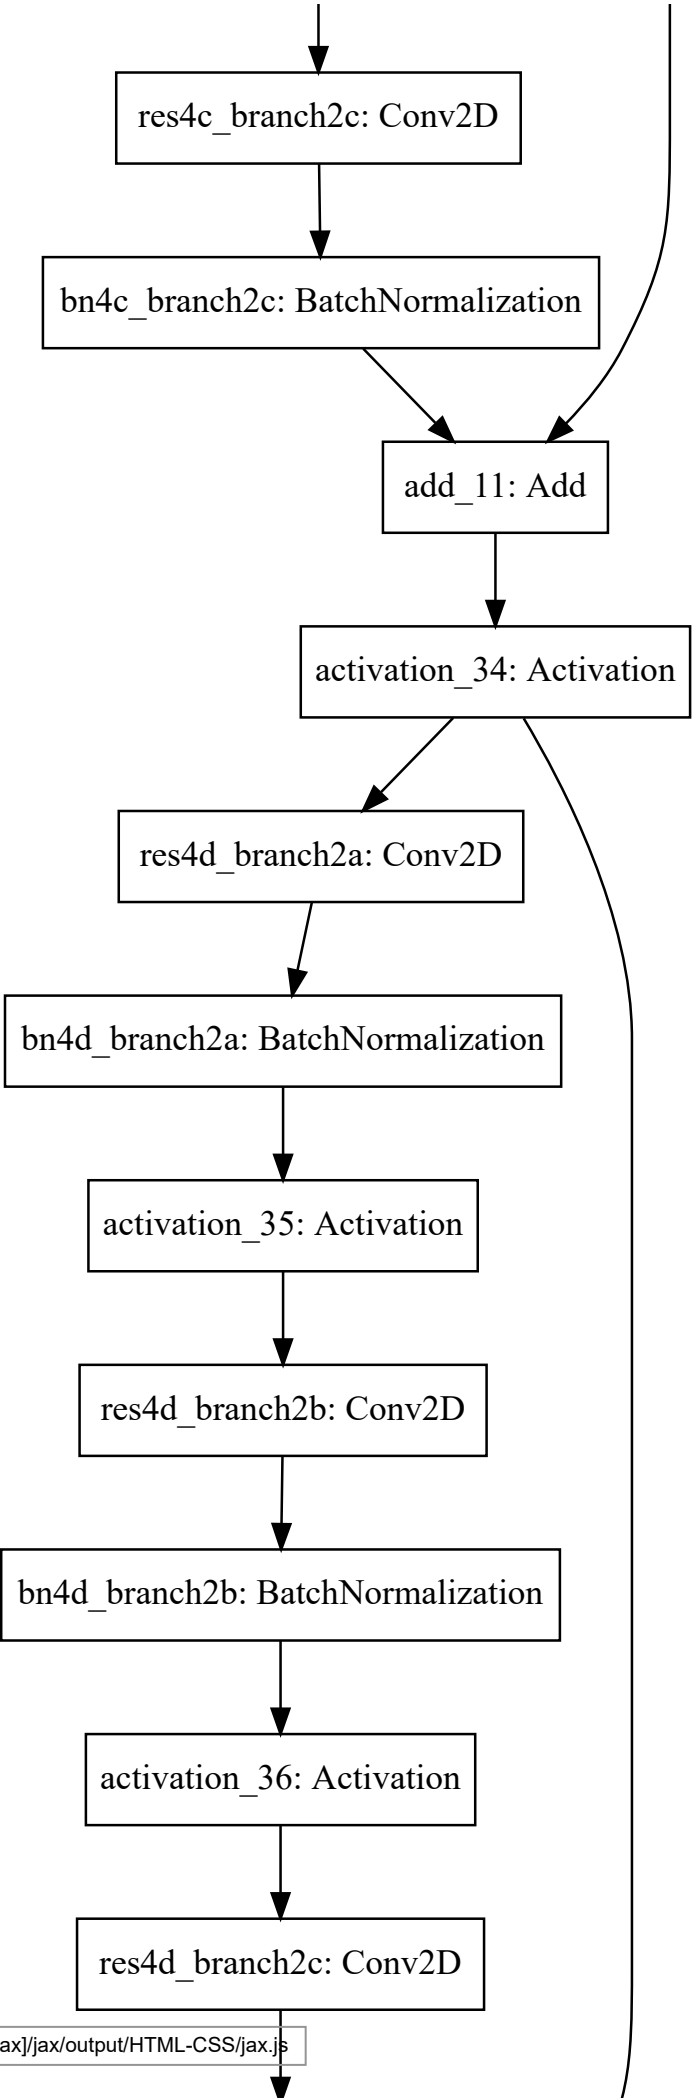 res4c_branch2c: Conv2D
bn4c_branch2c: BatchNormalization
add_11: Add
activation_34: Activation
res4d_branch2a: Conv2D
bn4d_branch2a: BatchNormalization
activation_35: Activation
res4d_branch2b: Conv2D
bn4d_branch2b: BatchNormalization
activation_36: Activation
res4d_branch2c: Conv2D
ax]/jax/output/HTML-CSS/jax.js